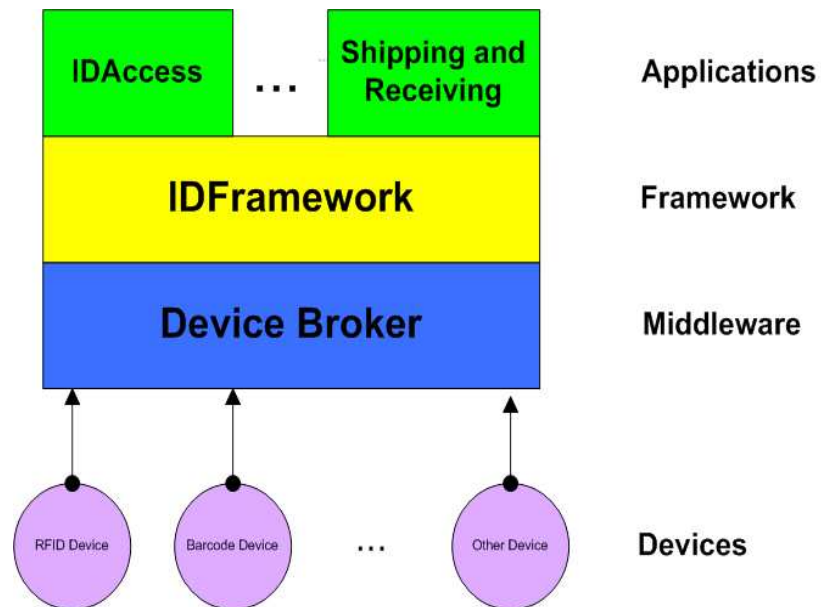 IDAccess
...
Shipping and
Receiving
Applications
IDFramework
Framework
Device Broker
Middleware
RFID Device
Barcode Device
...
Other Device
Devices